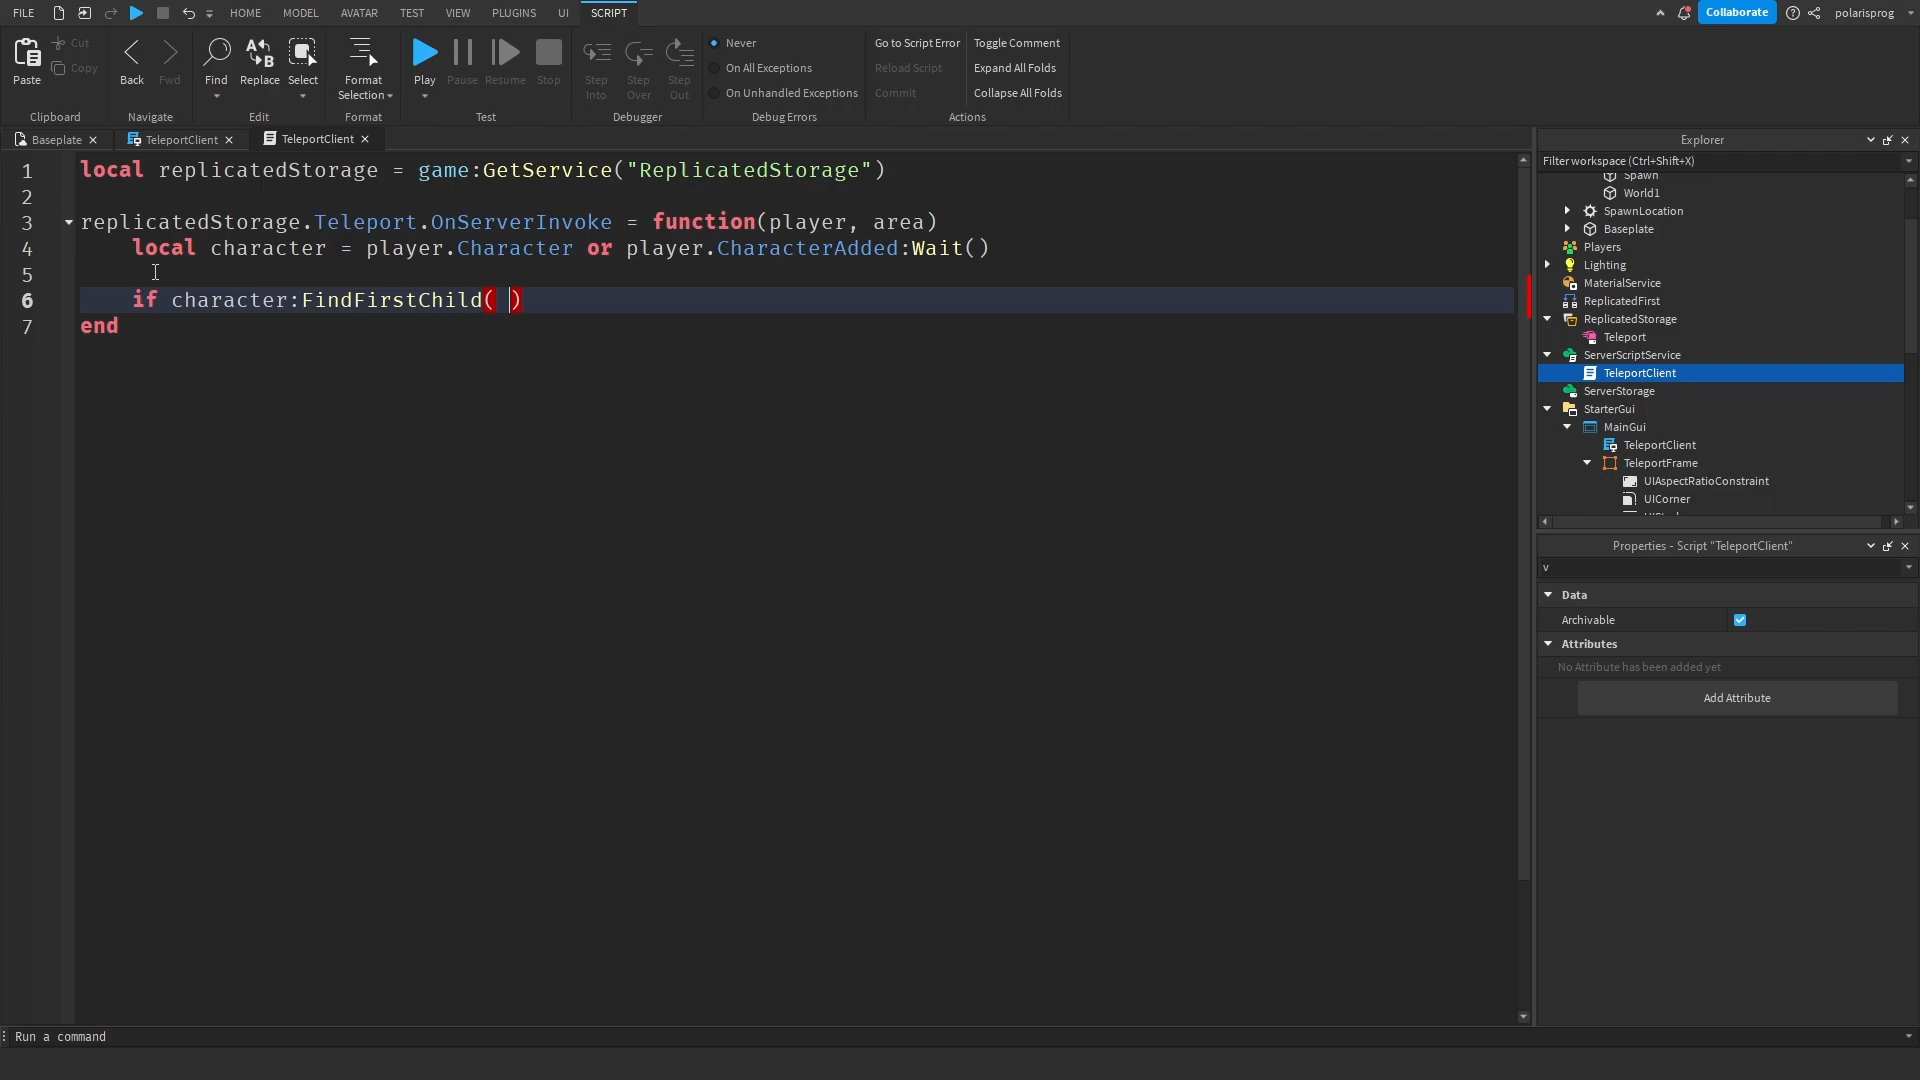 FILE HOME MODEL AVATAR TEST VIEW PLUGINS UI SCRIPT Collaborate polarisprog
Paste Cut Copy
Back Fwd
Find Replace Select
Format Selection
Play Pause Resume Stop
Step Into Step Over Step Out
Never
On All Exceptions
On Unhandled Exceptions
Go to Script Error Toggle Comment
Reload Script Expand All Folds
Commit Collapse All Folds
Clipboard Navigate Edit Format Test Debugger Debug Errors Actions
Baseplate TeleportClient TeleportClient
1 local replicatedStorage = game:GetService("ReplicatedStorage")
2
3 replicatedStorage.Teleport.OnServerInvoke = function(player, area)
4 local character = player.Character or player.CharacterAdded:Wait()
5
6 if character:FindFirstChild( )
7 end
Explorer
Filter workspace (Ctrl+Shift+X)
Spawn
World1
SpawnLocation
Baseplate
Players
Lighting
MaterialService
ReplicatedFirst
ReplicatedStorage
Teleport
ServerScriptService
TeleportClient
ServerStorage
StarterGui
MainGui
TeleportClient
TeleportFrame
UIAspectRatioConstraint
UICorner
Properties - Script "TeleportClient"
v
Data
Archivable
Attributes
No Attribute has been added yet
Add Attribute
Run a command